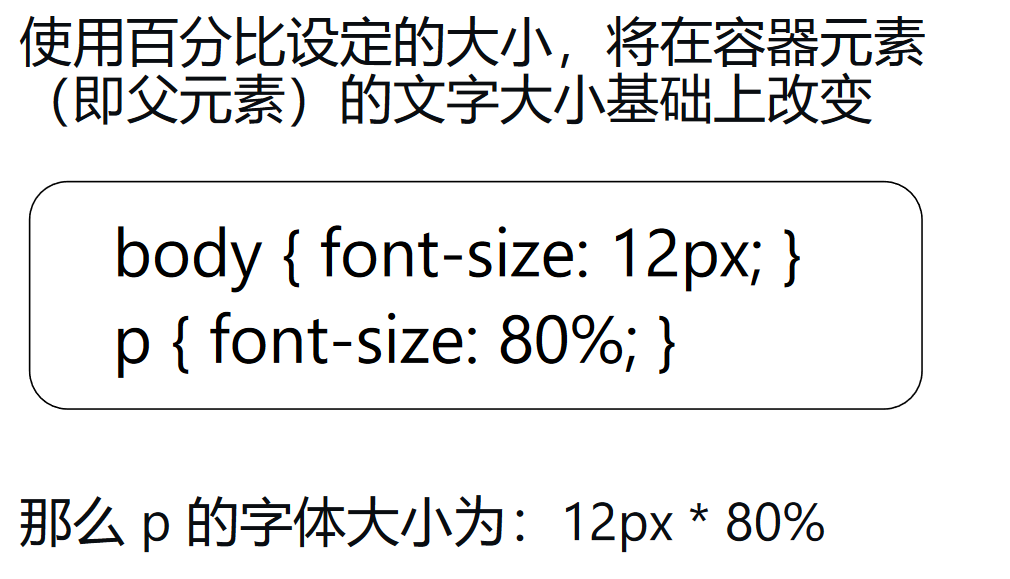 使用百分比设定的大小，将在容器元素
（即父元素）的文字大小基础上改变
body { font-size: 12px; }
p { font-size: 80%; }
那么 p 的字体大小为：12px * 80%